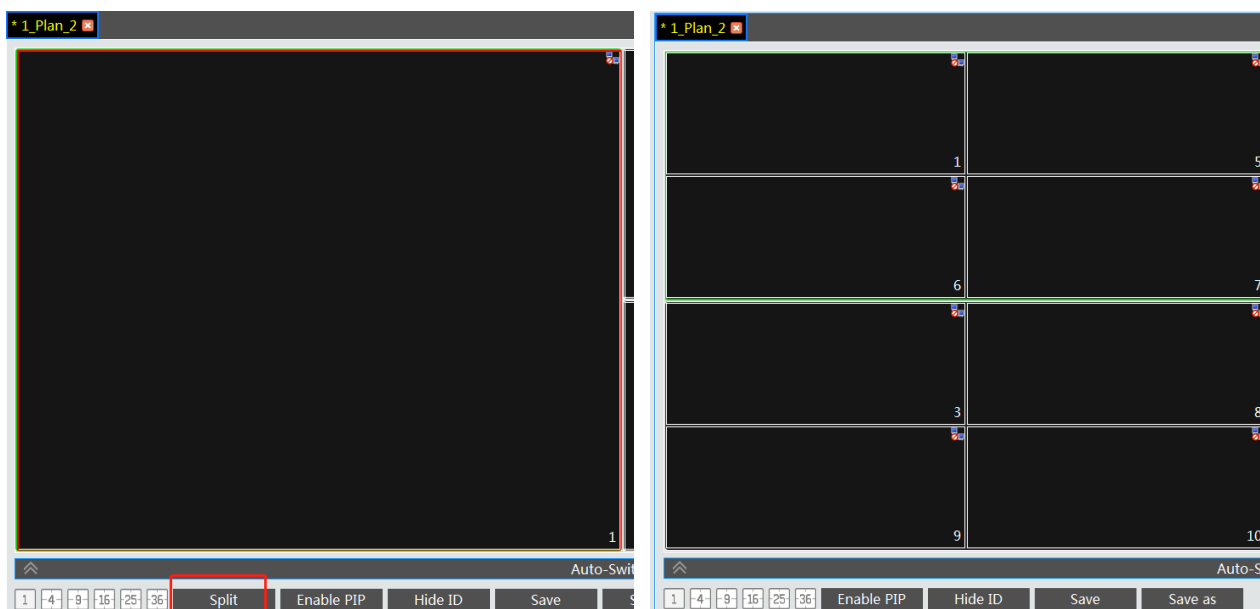 * 1_Plan_2
1
Auto-Swit
1 4 9 16 25 36 Split Enable PIP Hide ID Save
* 1_Plan_2
1 5
6 7
3 8
9 10
Auto-S
1 4 9 16 25 36 Enable PIP Hide ID Save Save as